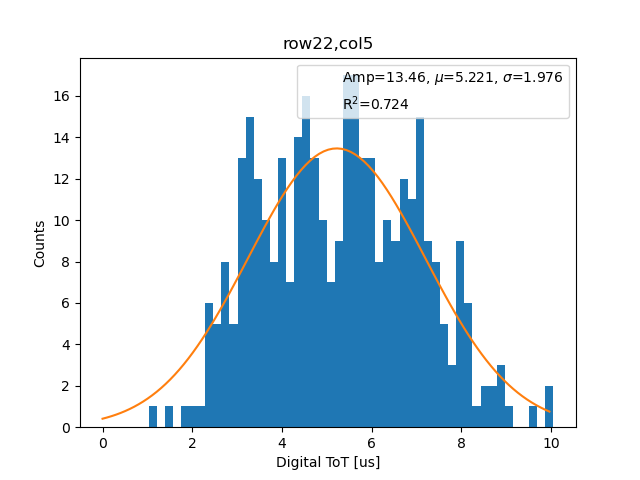 row22,col5
Amp=13.46, μ=5.221, σ=1.976
R²=0.724
16
14
12
10
8
6
4
2
0
Counts
0 2 4 6 8 10
Digital ToT [us]